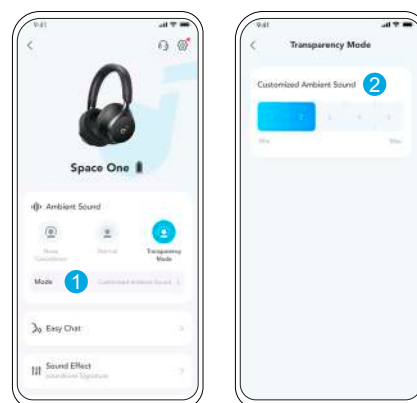 9:41
Space One
Ambient Sound
Noise
Cancellation
Normal
Transparency
Mode
Mode
1
Customized Ambient Sound
Easy Chat
Sound Effect
soundcore Signature
9:41
Transparency Mode
Customized Ambient Sound
2
2 3 4 5
Min
Max